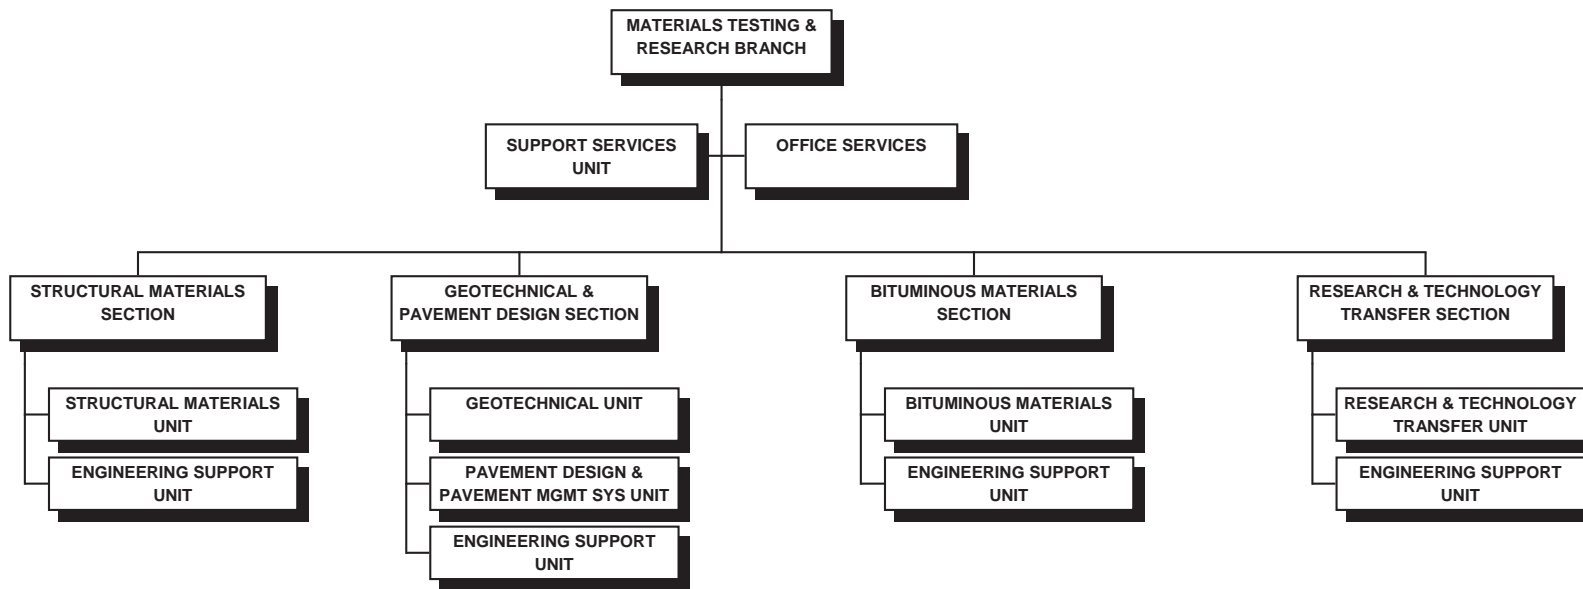 MATERIALS TESTING &
RESEARCH BRANCH
SUPPORT SERVICES
UNIT
OFFICE SERVICES
STRUCTURAL MATERIALS
SECTION
GEOTECHNICAL &
PAVEMENT DESIGN SECTION
BITUMINOUS MATERIALS
SECTION
RESEARCH & TECHNOLOGY
TRANSFER SECTION
STRUCTURAL MATERIALS
UNIT
ENGINEERING SUPPORT
UNIT
GEOTECHNICAL UNIT
PAVEMENT DESIGN &
PAVEMENT MGMT SYS UNIT
ENGINEERING SUPPORT
UNIT
BITUMINOUS MATERIALS
UNIT
ENGINEERING SUPPORT
UNIT
RESEARCH & TECHNOLOGY
TRANSFER UNIT
ENGINEERING SUPPORT
UNIT